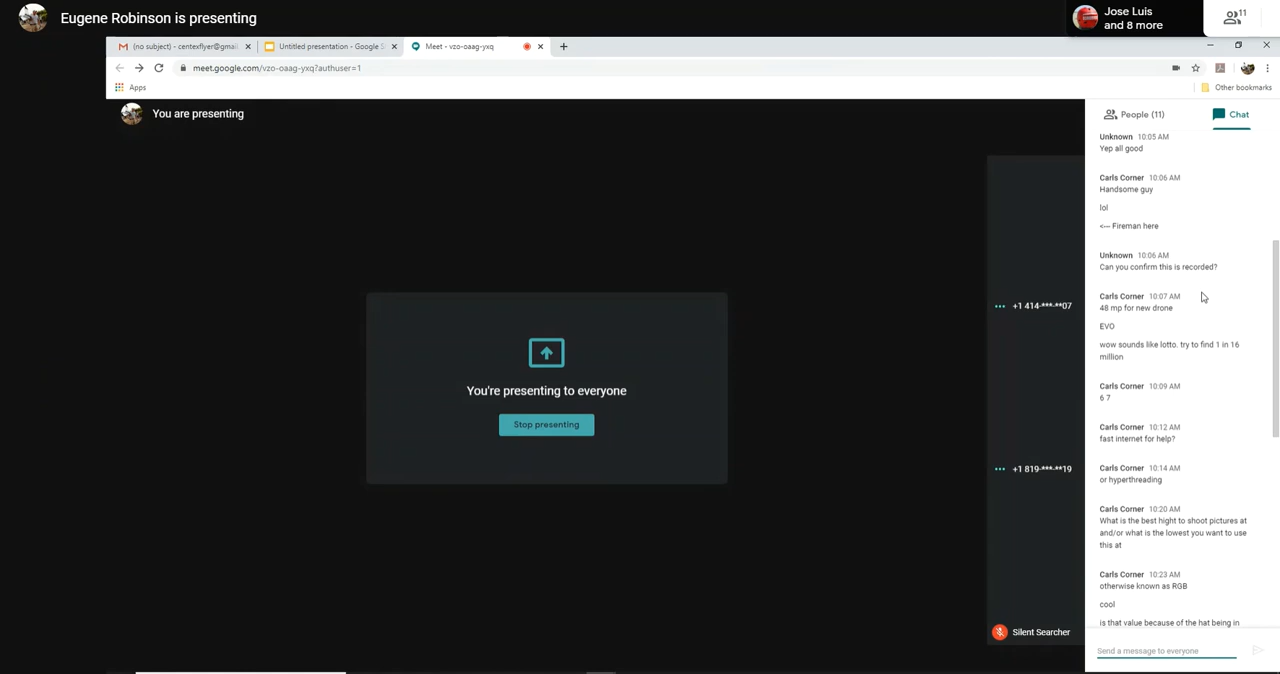 Eugene Robinson is presenting
Jose Luis
and 8 more
11
(no subject) - centexflyer@gmai
Untitled presentation - Google S
Meet - vzo-oaag-yxq
meet.google.com/vzo-oaag-yxq?authuser=1
Apps
Other bookmarks
You are presenting
People (11)
Chat
Unknown 10:05 AM
Yep all good
Carls Corner 10:06 AM
Handsome guy
lol
<--- Fireman here
Unknown 10:06 AM
Can you confirm this is recorded?
Carls Corner 10:07 AM
48 mp for new drone
EVO
wow sounds like lotto. try to find 1 in 16
million
Carls Corner 10:09 AM
6 7
Carls Corner 10:12 AM
fast internet for help?
Carls Corner 10:14 AM
or hyperthreading
Carls Corner 10:20 AM
What is the best hight to shoot pictures at
and/or what is the lowest you want to use
this at
Carls Corner 10:23 AM
otherwise known as RGB
cool
is that value because of the hat being in
Send a message to everyone
You're presenting to everyone
Stop presenting
+1 414-***-**07
+1 819-***-**19
Silent Searcher